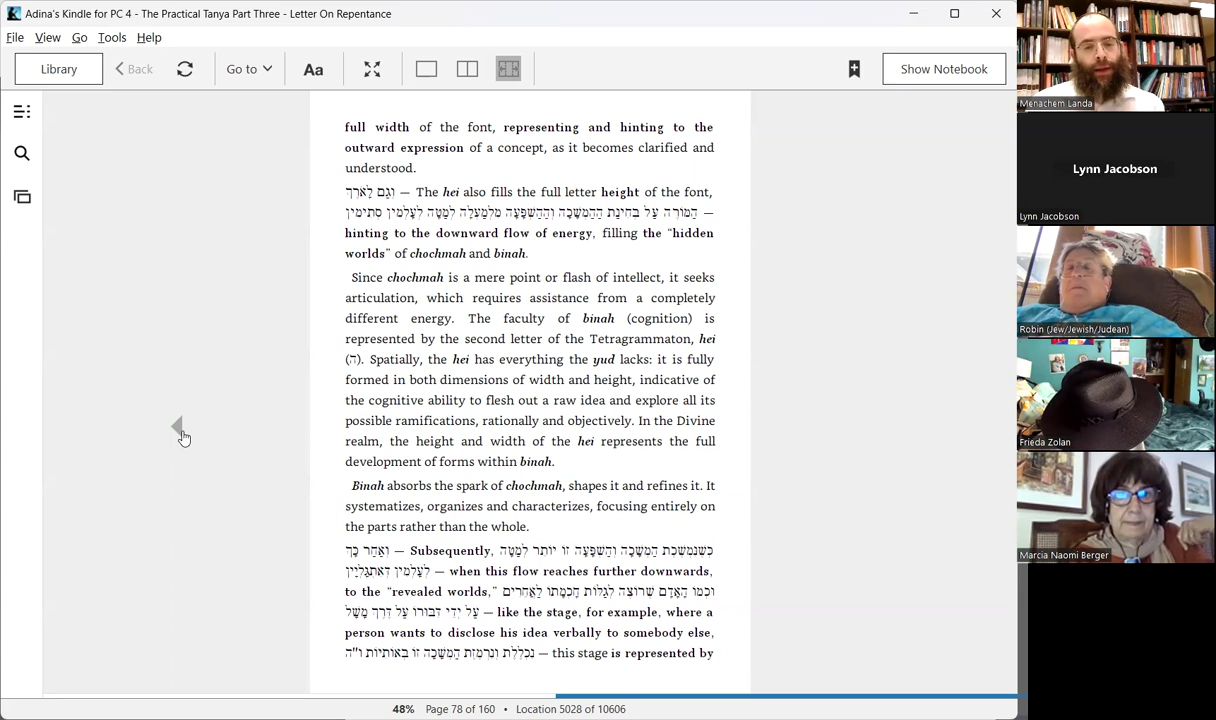 Adina's Kindle for PC 4 - The Practical Tanya Part Three - Letter On Repentance
File View Go Tools Help
Library
Back
Go to
Aa
Show Notebook
full width of the font, representing and hinting to the
outward expression of a concept, as it becomes clarified and
understood.
וְגַם לְאֹרֶךְ — The hei also fills the full letter height of the font,
הַמּוֹרֶה עַל בְּחִינַת הַהַמְשָׁכָה וְהַהַשְׁפָּעָה מִלְמַעְלָה לְמַטָּה לְעָלְמִין סְתִימִין —
hinting to the downward flow of energy, filling the “hidden
worlds” of chochmah and binah.
Since chochmah is a mere point or flash of intellect, it seeks
articulation, which requires assistance from a completely
different energy. The faculty of binah (cognition) is
represented by the second letter of the Tetragrammaton, hei
(ה). Spatially, the hei has everything the yud lacks: it is fully
formed in both dimensions of width and height, indicative of
the cognitive ability to flesh out a raw idea and explore all its
possible ramifications, rationally and objectively. In the Divine
realm, the height and width of the hei represents the full
development of forms within binah.
Binah absorbs the spark of chochmah, shapes it and refines it. It
systematizes, organizes and characterizes, focusing entirely on
the parts rather than the whole.
וְאַחַר כָּךְ — Subsequently, כְּשֶׁנִּמְשֶׁכֶת הַמְשָׁכָה וְהַשְׁפָּעָה זוֹ יוֹתֵר לְמַטָּה
לְעָלְמִין דְּאִתְגַּלְיָין — when this flow reaches further downwards,
to the “revealed worlds,” וּכְמוֹ הָאָדָם שֶׁרוֹצֶה לְגַלּוֹת חָכְמָתוֹ לַאֲחֵרִים
עַל יְדֵי דִּבּוּרוֹ עַל דֶּרֶךְ מָשָׁל — like the stage, for example, where a
person wants to disclose his idea verbally to somebody else,
נִכְלֶלֶת וְנִרְמֶזֶת הַמְשָׁכָה זוֹ בְּאוֹתִיּוֹת ו"ה — this stage is represented by
48% Page 78 of 160 • Location 5028 of 10606
Menachem Landa
Lynn Jacobson
Lynn Jacobson
Robin (Jew/Jewish/Judean)
Frieda Zolan
Marcia Naomi Berger